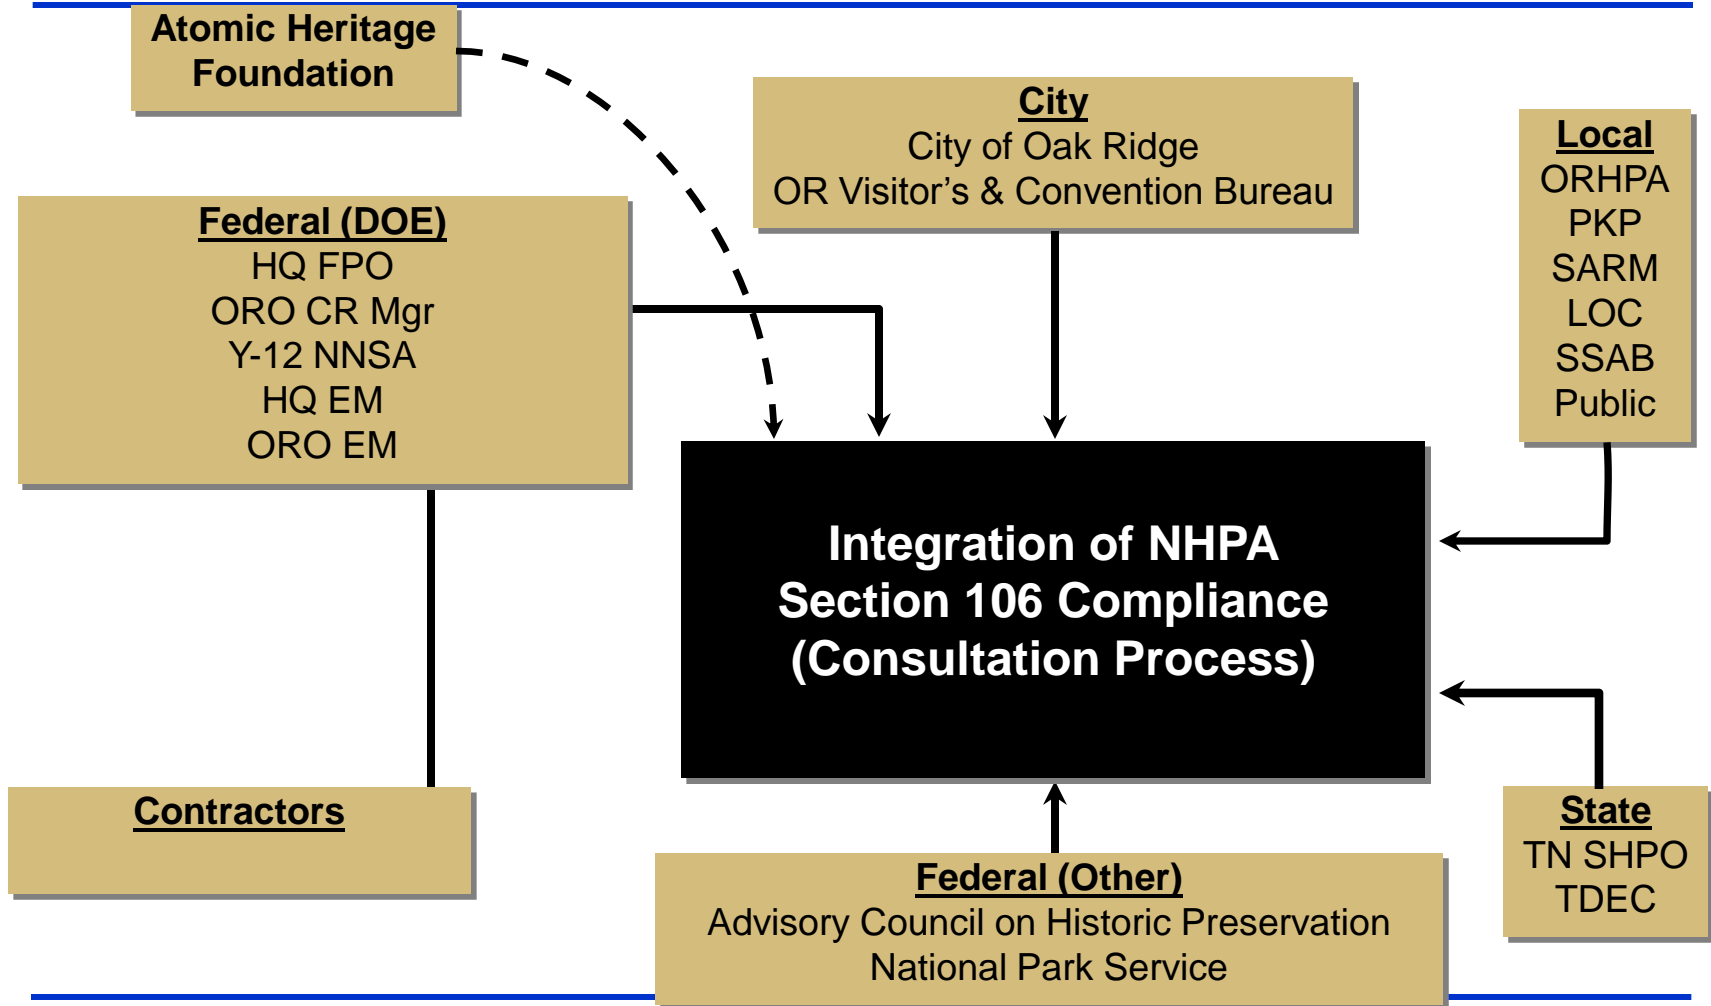 Atomic Heritage
Foundation
City
City of Oak Ridge
OR Visitor's & Convention Bureau
Local
ORHPA
PKP
SARM
LOC
SSAB
Public
Federal (DOE)
HQ FPO
ORO CR Mgr
Y-12 NNSA
HQ EM
ORO EM
Integration of NHPA
Section 106 Compliance
(Consultation Process)
Contractors
State
TN SHPO
TDEC
Federal (Other)
Advisory Council on Historic Preservation
National Park Service